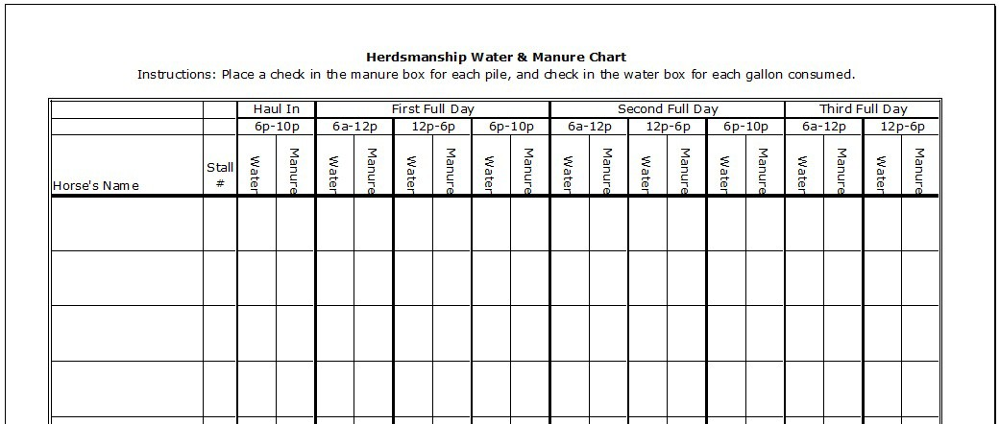 Herdsmanship Water & Manure Chart
Instructions: Place a check in the manure box for each pile, and check in the water box for each gallon consumed.
Haul In First Full Day Second Full Day Third Full Day
6p-10p 6a-12p 12p-6p 6p-10p 6a-12p 12p-6p 6p-10p 6a-12p 12p-6p
Horse's Name Stall # Water Manure Water Manure Water Manure Water Manure Water Manure Water Manure Water Manure Water Manure Water Manure